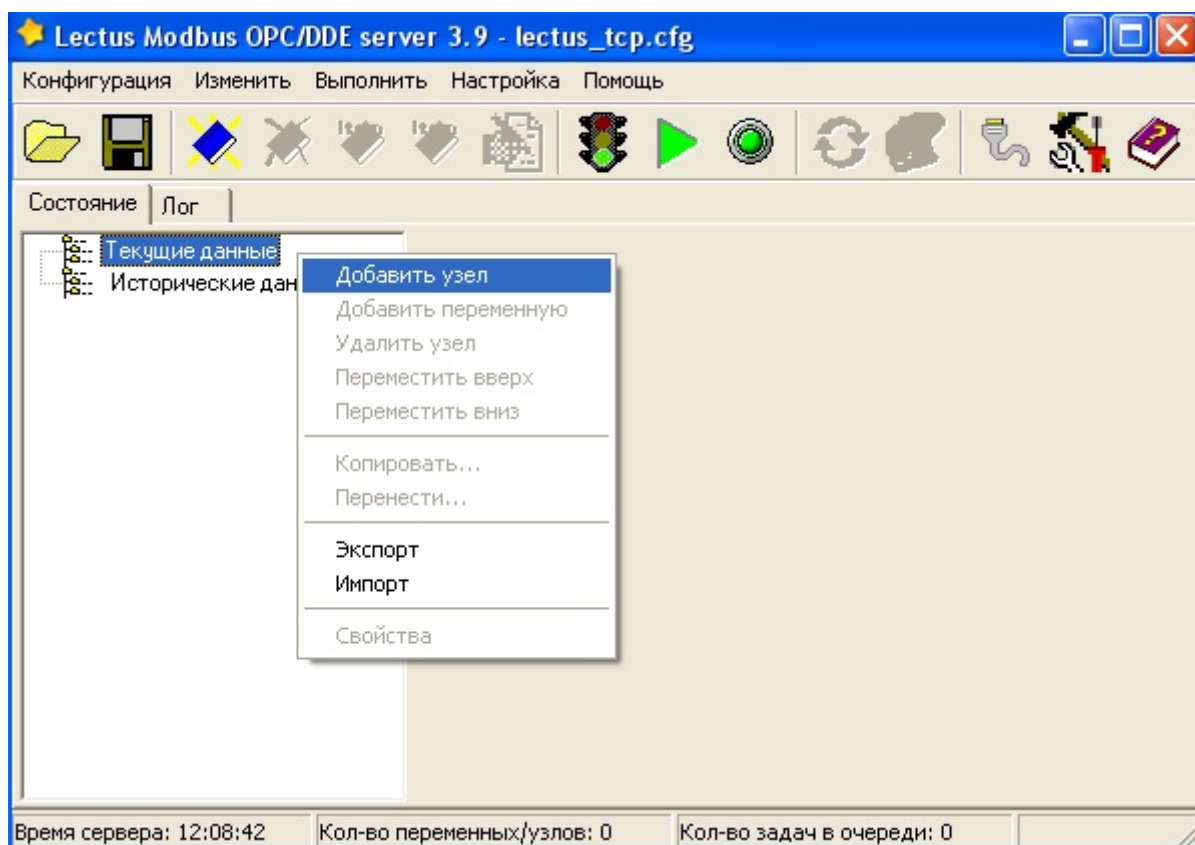 Lectus Modbus OPC/DDE server 3.9 - lectus_tcp.cfg
Конфигурация Изменить Выполнить Настройка Помощь
Состояние Лог
Текущие данные
Исторические дан
Добавить узел
Добавить переменную
Удалить узел
Переместить вверх
Переместить вниз
Копировать...
Перенести...
Экспорт
Импорт
Свойства
Время сервера: 12:08:42 Кол-во переменных/узлов: 0 Кол-во задач в очереди: 0